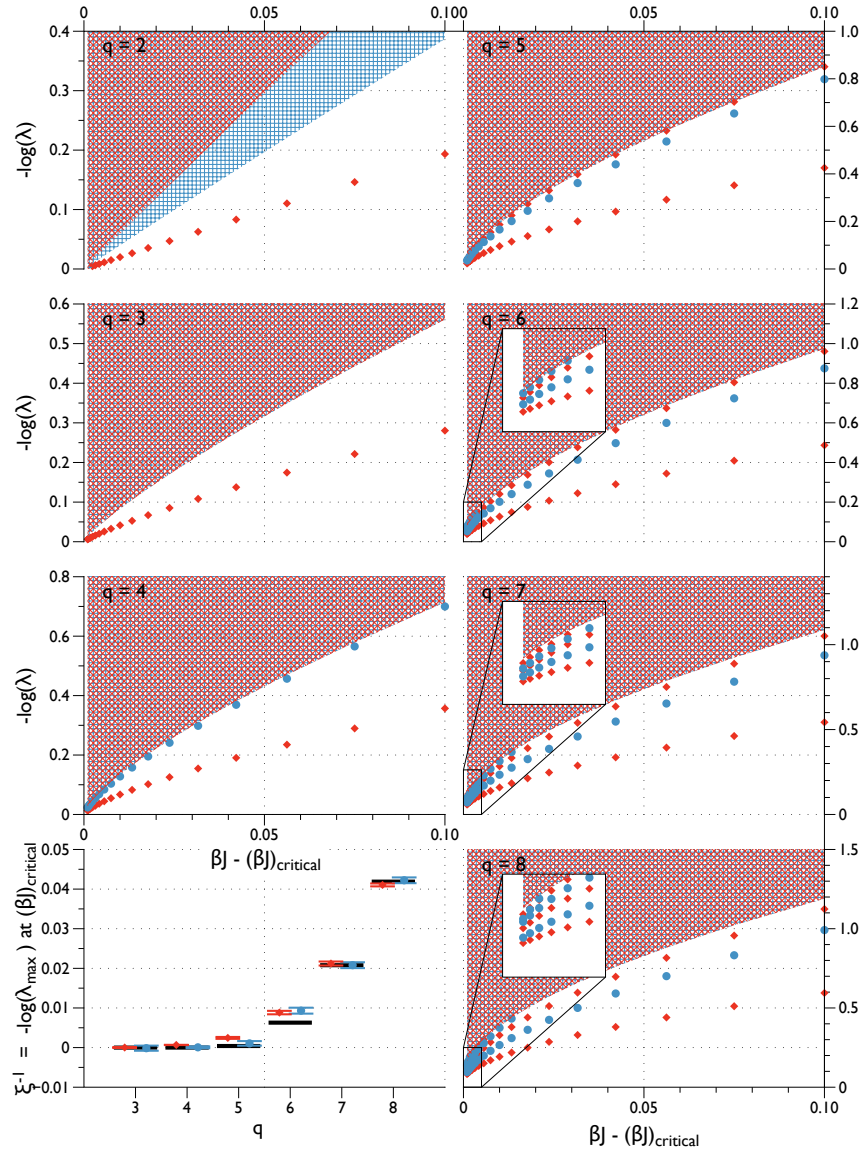 0 0.05 0.10 0 0.05 0.10
q = 2
0.4
0.3
0.2
0.1
0
-log(λ)
q = 5
1.0
0.8
0.6
0.4
0.2
0
q = 3
0.6
0.5
0.4
0.3
0.2
0.1
0
-log(λ)
q = 6
1.2
1.0
0.8
0.6
0.4
0.2
0
q = 4
0.8
0.6
0.4
0.2
0
-log(λ)
0 0.05 0.10
βJ - (βJ)critical
q = 7
1.0
0.5
0
0.05
0.04
0.03
0.02
0.01
0
−0.01
ξ⁻¹ = -log(λmax) at (βJ)critical
3 4 5 6 7 8
q
q = 8
1.5
1.0
0.5
0
0 0.05 0.10
βJ - (βJ)critical